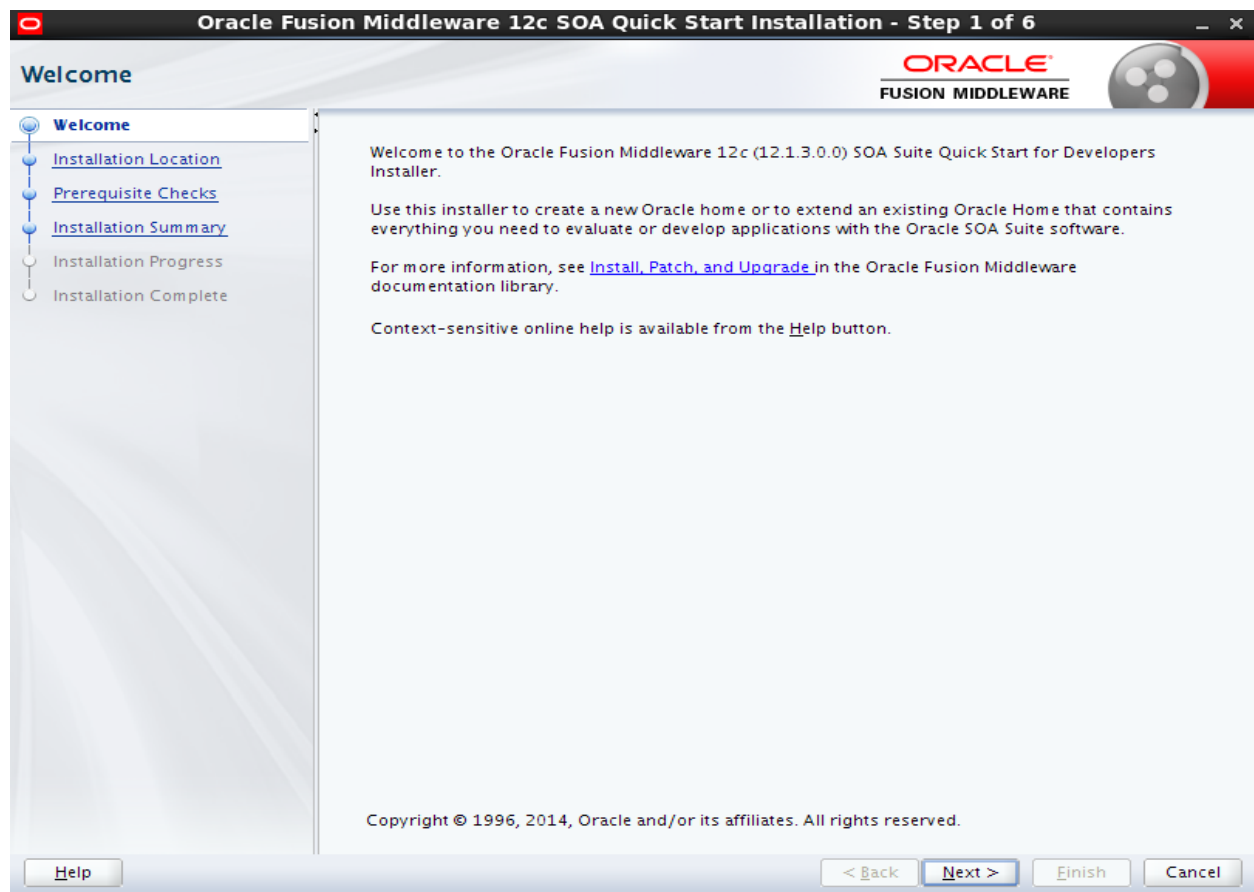 Oracle Fusion Middleware 12c SOA Quick Start Installation - Step 1 of 6
Welcome
ORACLE
FUSION MIDDLEWARE
Welcome
Installation Location
Prerequisite Checks
Installation Summary
Installation Progress
Installation Complete
Welcome to the Oracle Fusion Middleware 12c (12.1.3.0.0) SOA Suite Quick Start for Developers
Installer.
Use this installer to create a new Oracle home or to extend an existing Oracle Home that contains
everything you need to evaluate or develop applications with the Oracle SOA Suite software.
For more information, see Install, Patch, and Upgrade in the Oracle Fusion Middleware
documentation library.
Context-sensitive online help is available from the Help button.
Copyright © 1996, 2014, Oracle and/or its affiliates. All rights reserved.
Help
< Back
Next >
Finish
Cancel